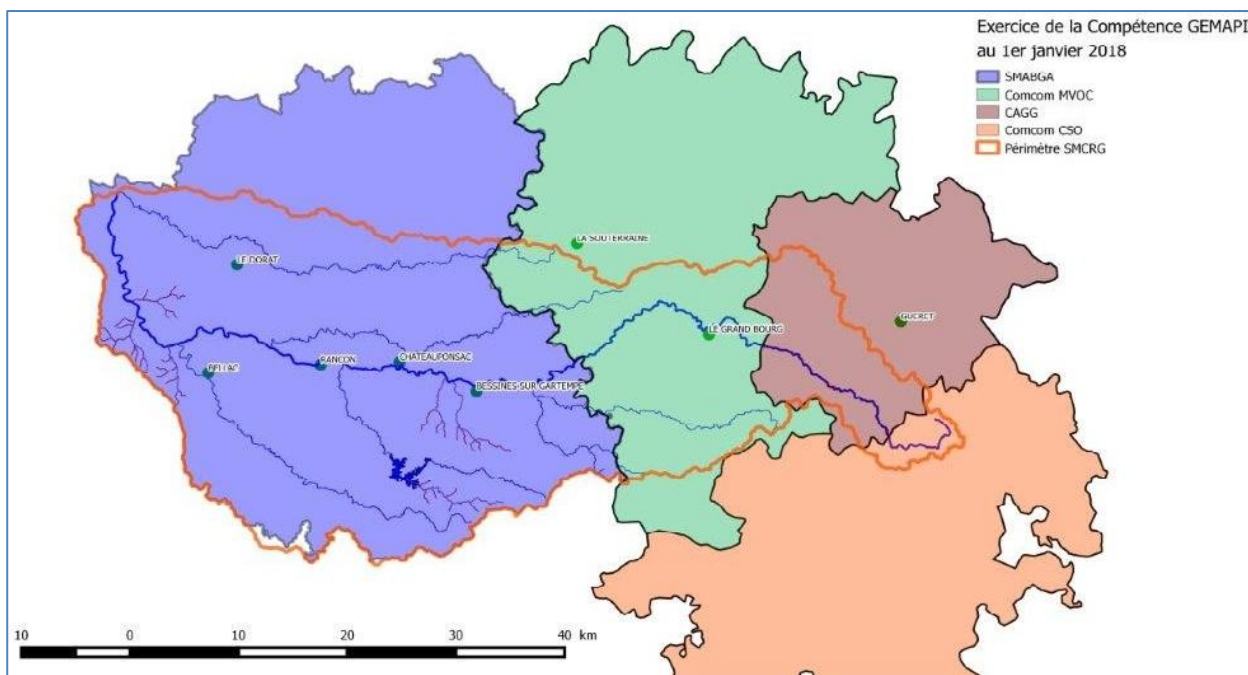 Exercice de la Compétence GEMAPI
au 1er janvier 2018
SMABGA
Comcom MVOC
CAGG
Comcom CSO
Périmètre SMCRG
LA SOUTERRAINE
LE DORAT
GUERET
LE GRAND BOURG
CHATEAUPONSAC
RANCON
BELLAC
BESSINES SUR GARTEMPE
10 0 10 20 30 40 km